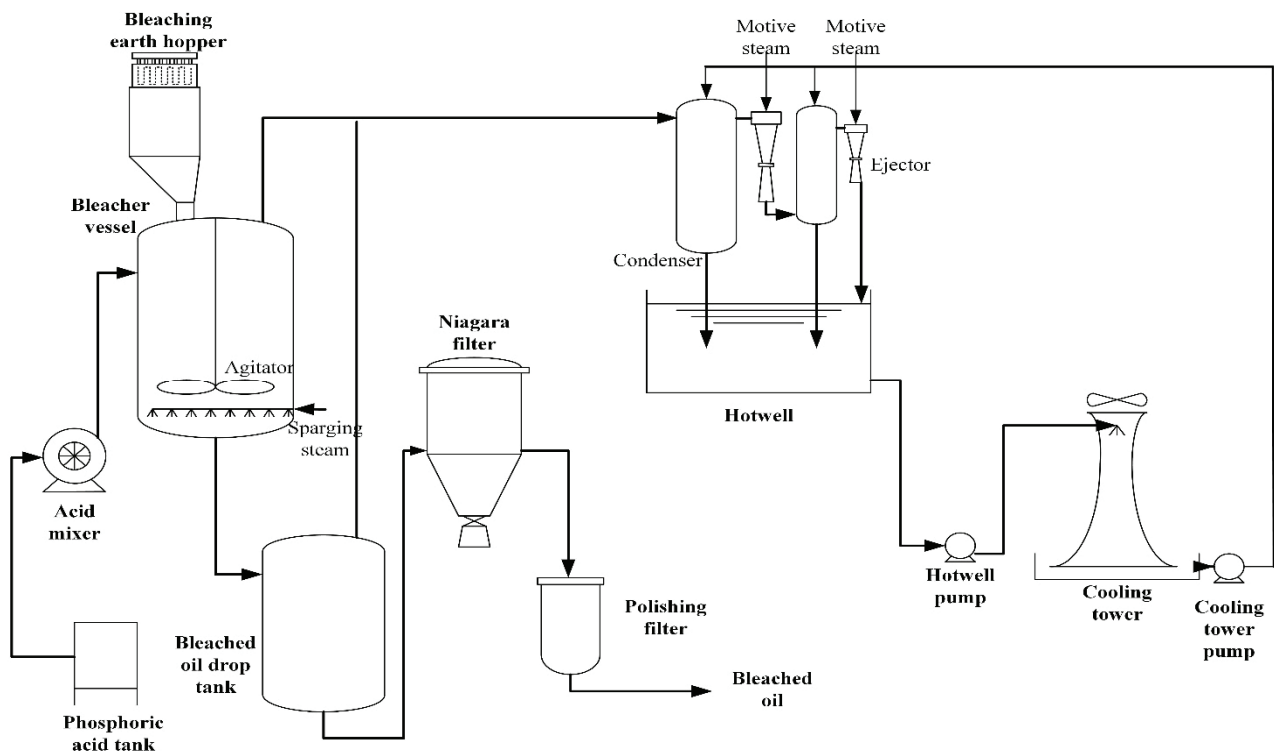 Bleaching
earth hopper
Motive
steam
Motive
steam
Bleacher
vessel
Ejector
Condenser
Niagara
filter
Agitator
Sparging
steam
Hotwell
Acid
mixer
Hotwell
pump
Cooling
tower
Cooling
tower
pump
Polishing
filter
Bleached
oil drop
tank
Bleached
oil
Phosphoric
acid tank